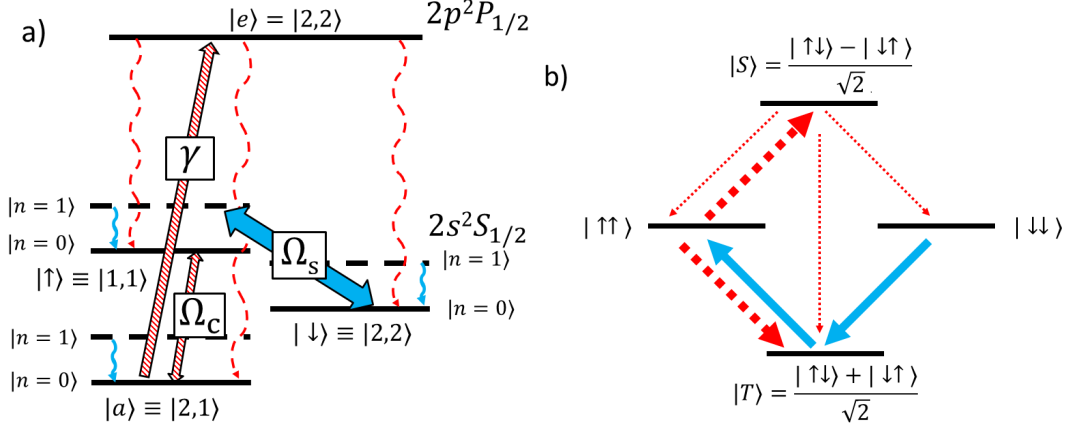 a)
|e⟩ = |2,2⟩
2p²P₁/₂
γ
|n = 1⟩
|n = 0⟩
|↑⟩ ≡ |1,1⟩
Ωₛ
2s²S₁/₂
|n = 1⟩
|n = 0⟩
|↓⟩ ≡ |2,2⟩
Ω_c
|n = 1⟩
|n = 0⟩
|a⟩ ≡ |2,1⟩
b)
|S⟩ = (|↑↓⟩ − |↓↑⟩)/√2
|↑↑⟩
|↓↓⟩
|T⟩ = (|↑↓⟩ + |↓↑⟩)/√2